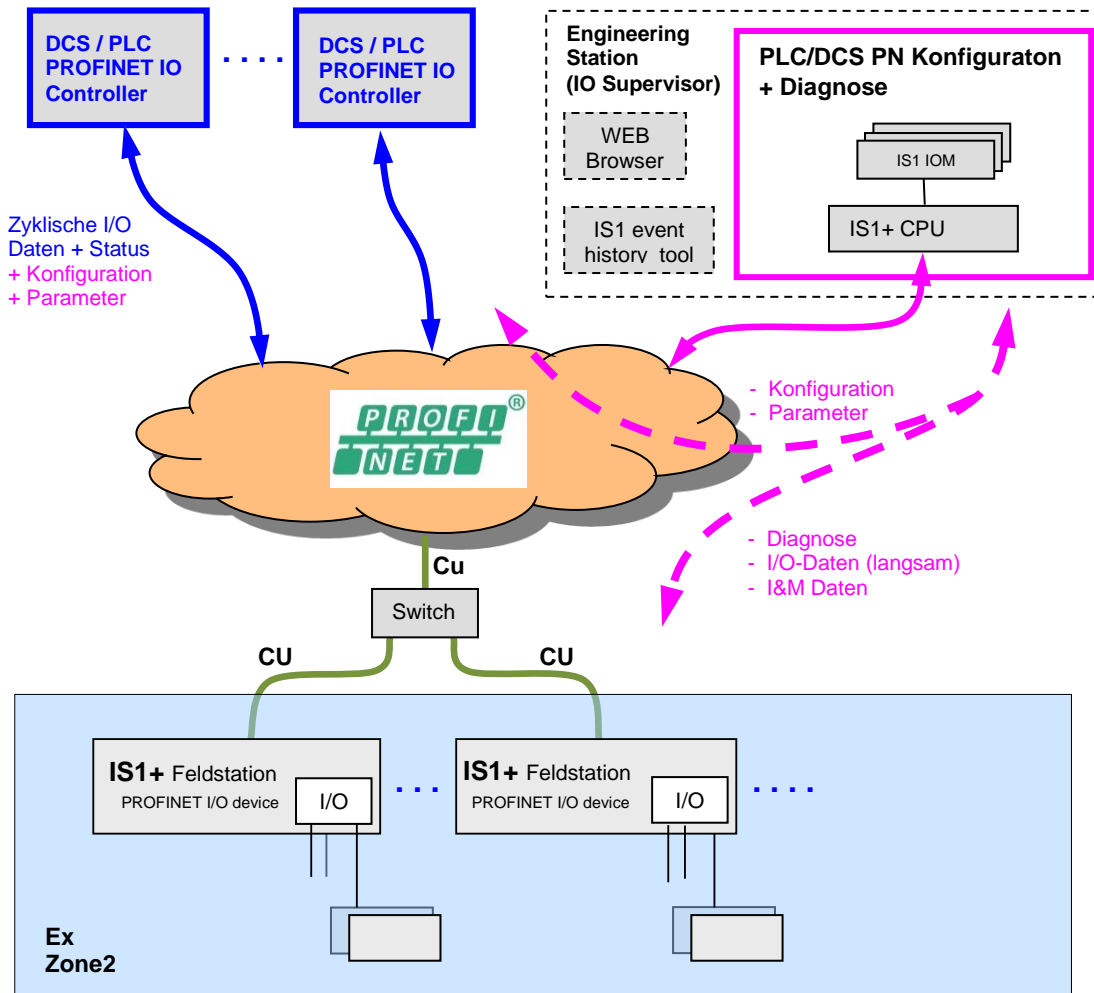 DCS / PLC
PROFINET IO
Controller
. . . .
DCS / PLC
PROFINET IO
Controller
Engineering
Station
(IO Supervisor)
WEB
Browser
IS1 event
history tool
PLC/DCS PN Konfiguraton
+ Diagnose
IS1 IOM
IS1+ CPU
Zyklische I/O
Daten + Status
+ Konfiguration
+ Parameter
PROFI®
NET
- Konfiguration
- Parameter
- Diagnose
- I/O-Daten (langsam)
- I&M Daten
Cu
Switch
CU
CU
IS1+ Feldstation
PROFINET I/O device
I/O
. . .
IS1+ Feldstation
PROFINET I/O device
I/O
. . . .
Ex
Zone2